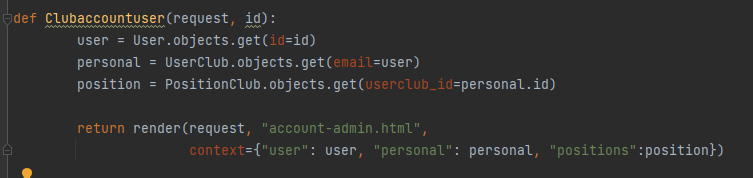 def Clubaccountuser(request, id):
user = User.objects.get(id=id)
personal = UserClub.objects.get(email=user)
position = PositionClub.objects.get(userclub_id=personal.id)
return render(request, "account-admin.html",
context={"user": user, "personal": personal, "positions":position})